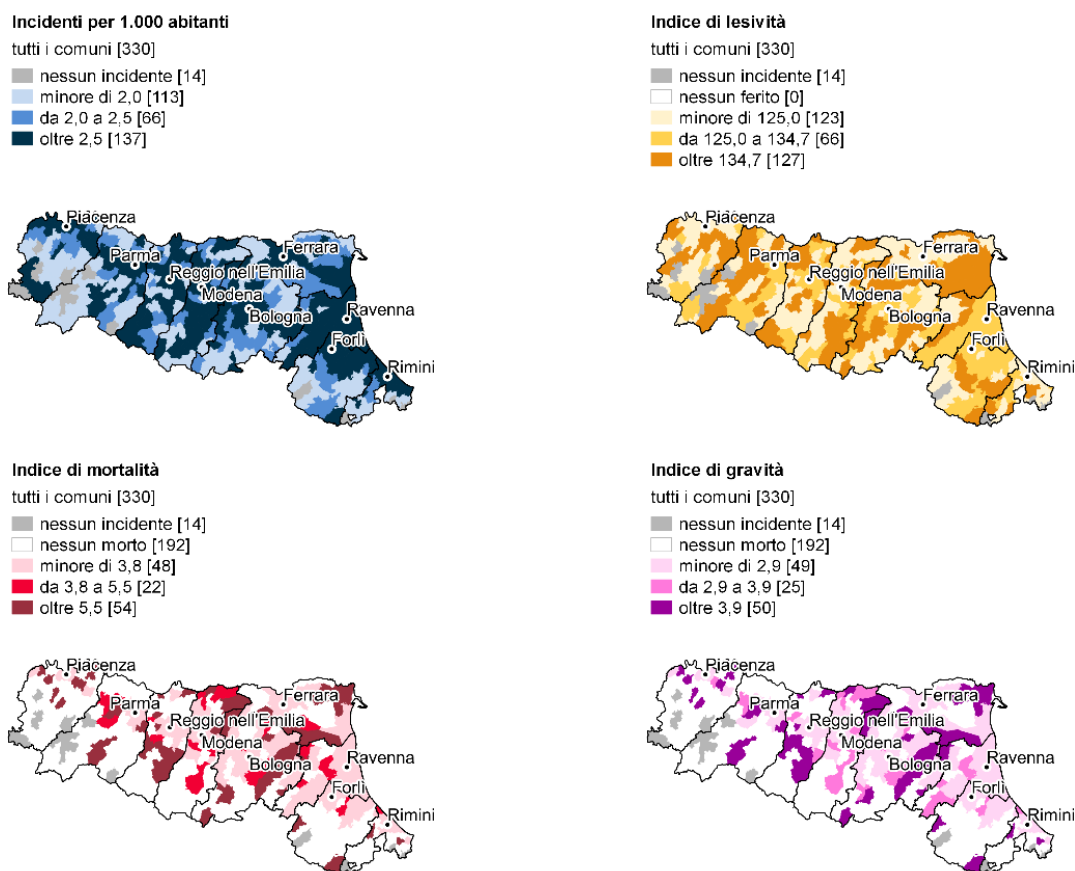 Incidenti per 1.000 abitanti
tutti i comuni [330]
nessun incidente [14]
minore di 2,0 [113]
da 2,0 a 2,5 [66]
oltre 2,5 [137]
Piacenza
Parma
Ferrara
Reggio nell'Emilia
Modena
Bologna
Ravenna
Forlì
Rimini
Indice di lesività
tutti i comuni [330]
nessun incidente [14]
nessun ferito [0]
minore di 125,0 [123]
da 125,0 a 134,7 [66]
oltre 134,7 [127]
Piacenza
Parma
Ferrara
Reggio nell'Emilia
Modena
Bologna
Ravenna
Forlì
Rimini
Indice di mortalità
tutti i comuni [330]
nessun incidente [14]
nessun morto [192]
minore di 3,8 [48]
da 3,8 a 5,5 [22]
oltre 5,5 [54]
Piacenza
Parma
Ferrara
Reggio nell'Emilia
Modena
Bologna
Ravenna
Forlì
Rimini
Indice di gravità
tutti i comuni [330]
nessun incidente [14]
nessun morto [192]
minore di 2,9 [49]
da 2,9 a 3,9 [25]
oltre 3,9 [50]
Piacenza
Parma
Ferrara
Reggio nell'Emilia
Modena
Bologna
Ravenna
Forlì
Rimini